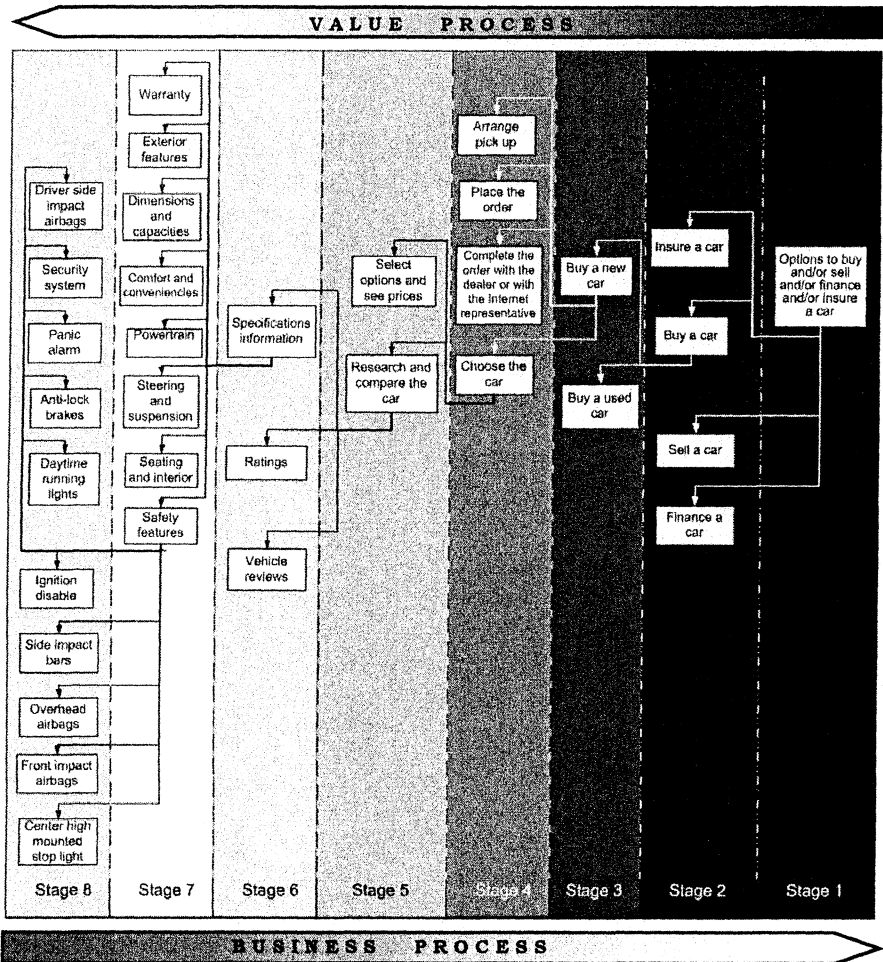 VALUE PROCESS
Driver side
impact
airbags
Security
system
Panic
alarm
Anti-lock
brakes
Daytime
running
lights
Ignition
disable
Side impact
bars
Overhead
airbags
Front impact
airbags
Center high
mounted
stop light
Stage 8
Warranty
Exterior
features
Dimensions
and
capacities
Comfort and
conveniencies
Powertrain
Steering
and
suspension
Seating
and interior
Safety
features
Stage 7
Specifications
information
Ratings
Vehicle
reviews
Stage 6
Select
options and
see prices
Research and
compare the
car
Stage 5
Arrange
pick up
Place the
order
Complete the
order with the
dealer or with
the Internet
representative
Choose the
car
Stage 4
Buy a new
car
Buy a used
car
Stage 3
Insure a car
Buy a car
Sell a car
Finance a
car
Stage 2
Options to buy
and/or sell
and/or finance
and/or insure
a car
Stage 1
BUSINESS PROCESS